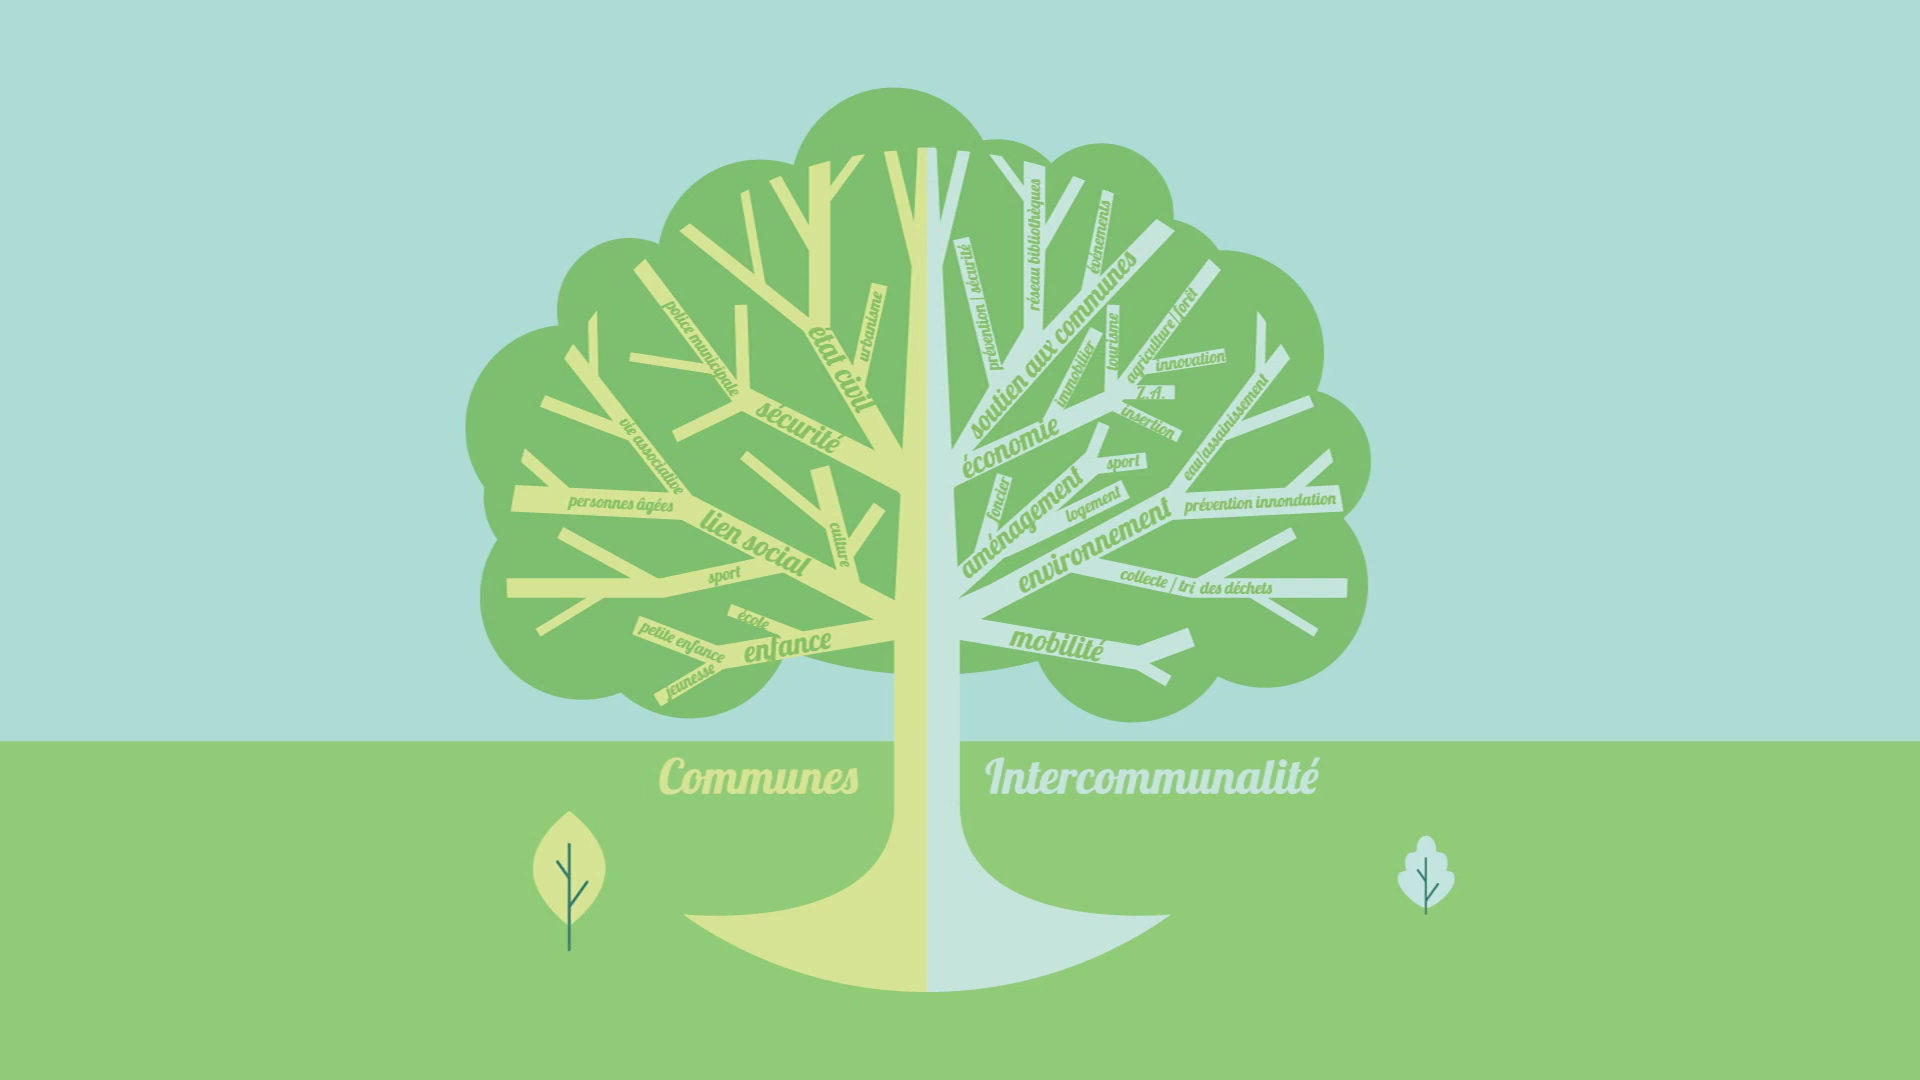 état civil
urbanisme
police municipale
sécurité
vie associative
personnes âgées
lien social
culture
sport
école
petite enfance
enfance
jeunesse
prévention | sécurité
réseau bibliothèques
événements
soutien aux communes
immobilier
tourisme
agriculture / forêt
innovation
Z.A.
insertion
économie
foncier
sport
logement
aménagement
eau/assainissement
prévention innondation
environnement
collecte / tri des déchets
mobilité
Communes
Intercommunalité